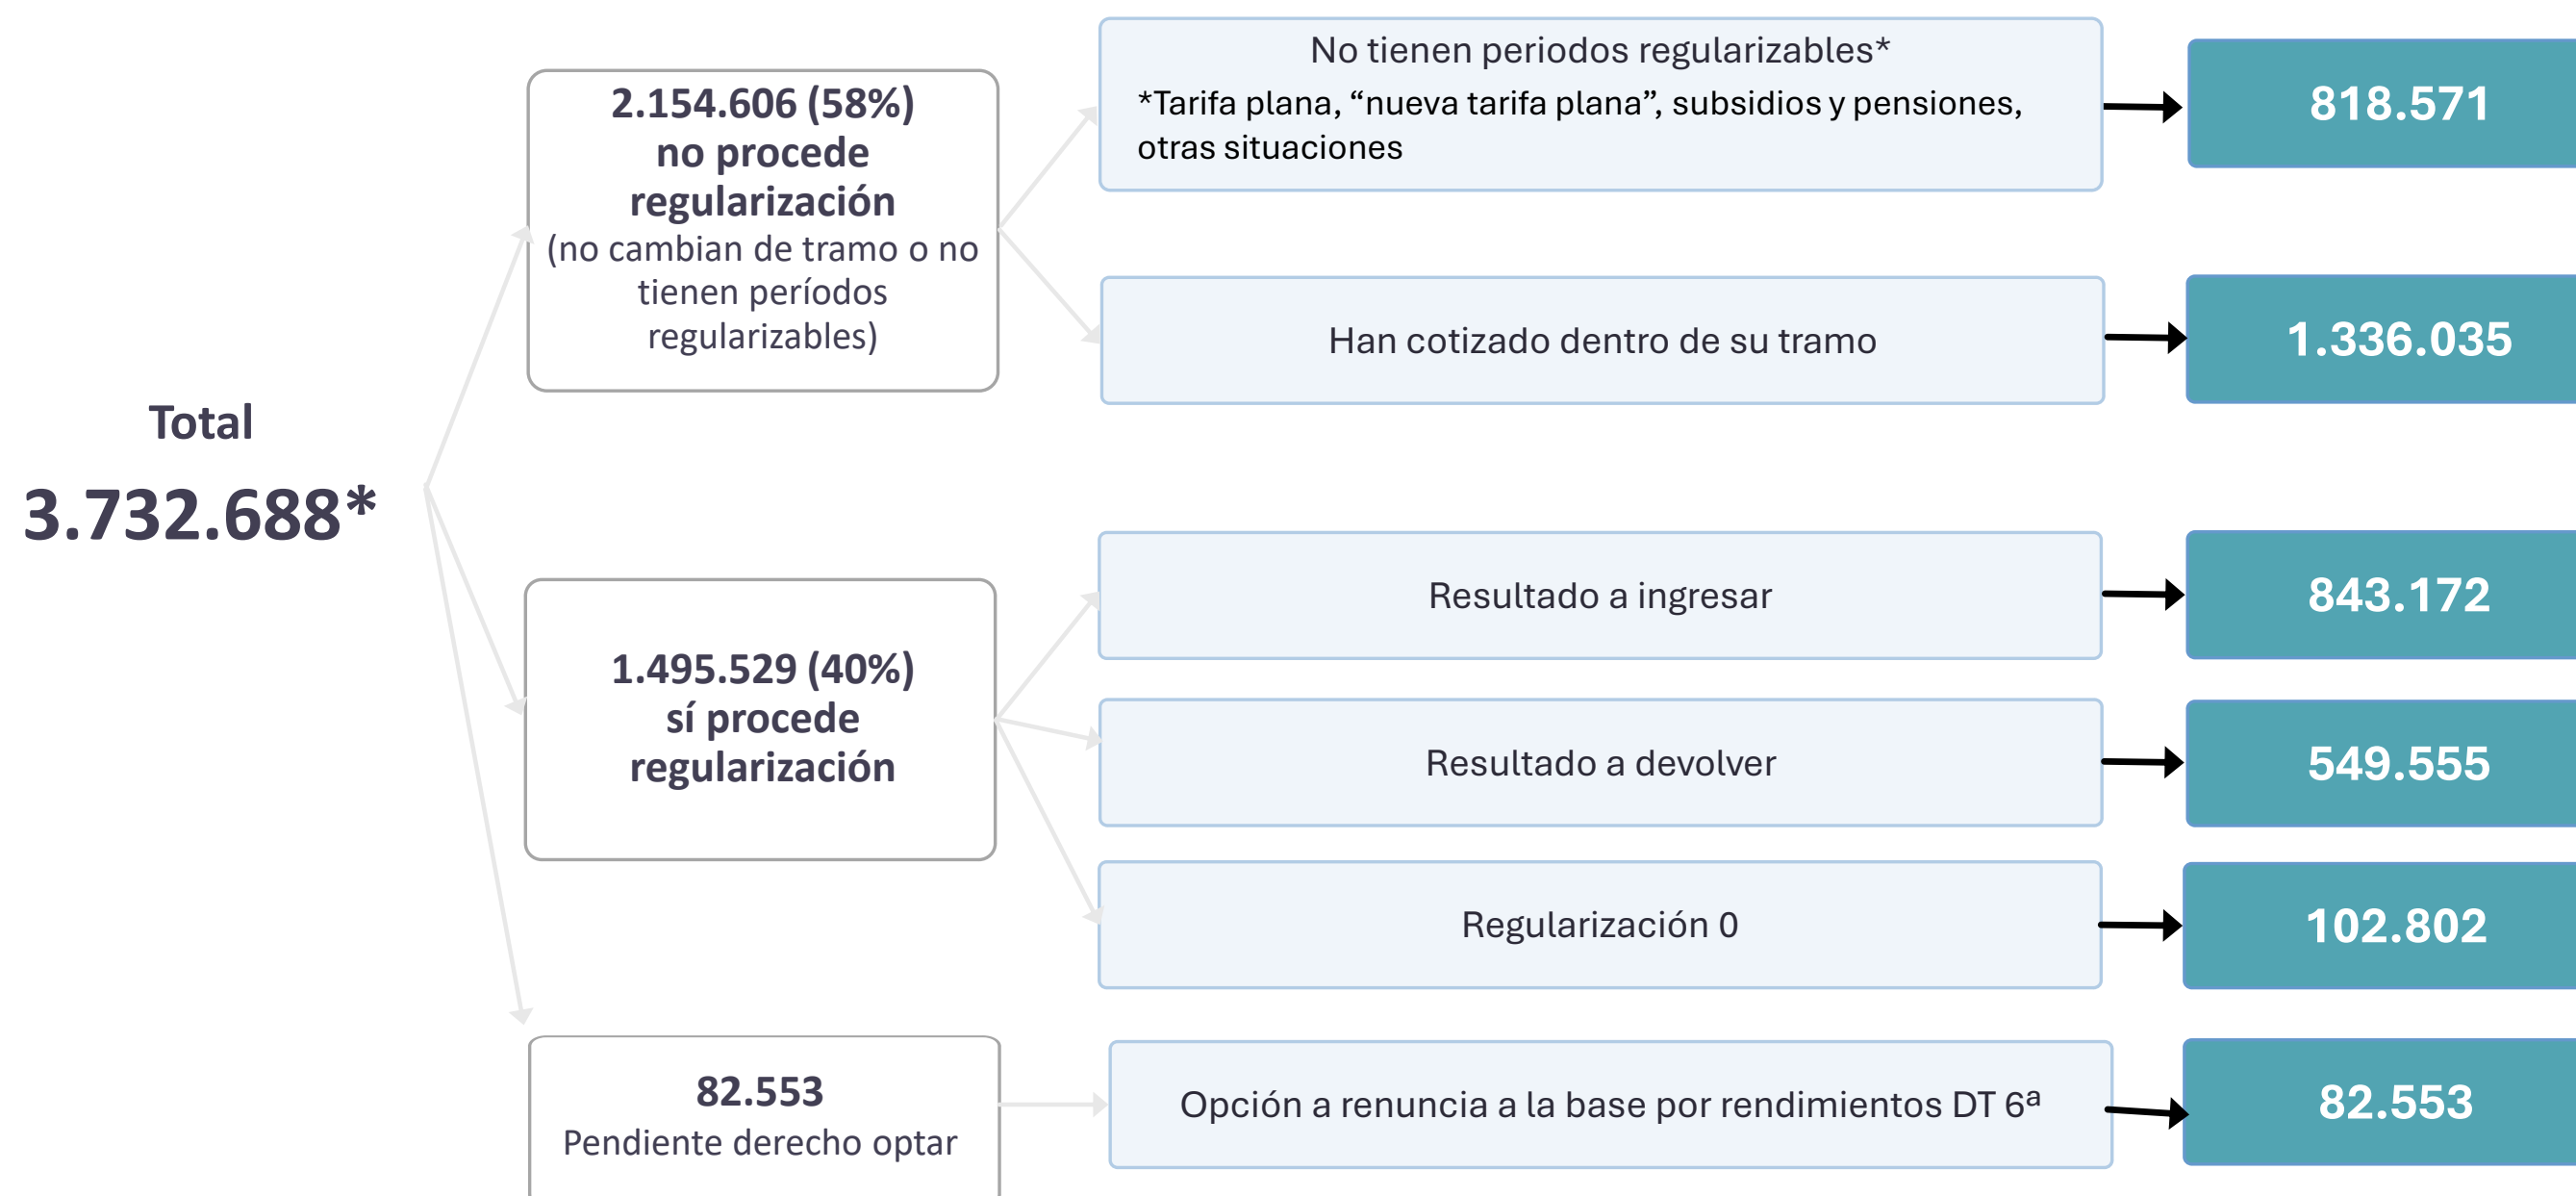 Total
3.732.688*
2.154.606 (58%)
no procede
regularización
(no cambian de tramo o no
tienen períodos
regularizables)
No tienen periodos regularizables*
*Tarifa plana, “nueva tarifa plana”, subsidios y pensiones,
otras situaciones
818.571
Han cotizado dentro de su tramo
1.336.035
1.495.529 (40%)
sí procede
regularización
Resultado a ingresar
843.172
Resultado a devolver
549.555
Regularización 0
102.802
82.553
Pendiente derecho optar
Opción a renuncia a la base por rendimientos DT 6ª
82.553